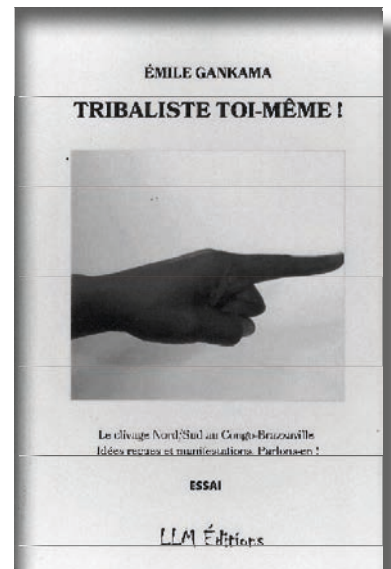 ÉMILE GANKAMA
TRIBALISTE TOI-MÊME !
Le clivage Nord/Sud au Congo-Brazzaville
Idées reçues et manifestations. Parlons-en !
ESSAI
LLM Éditions